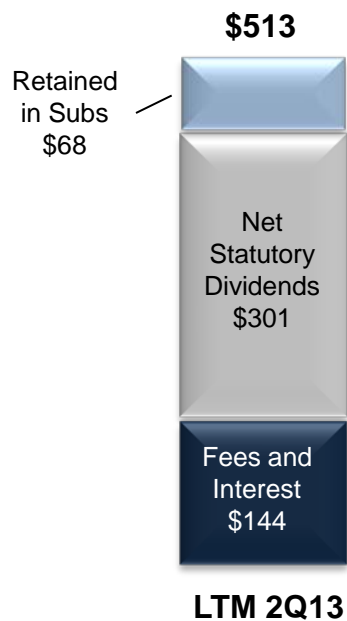 $513
Retained
in Subs
$68
Net
Statutory
Dividends
$301
Fees and
Interest
$144
LTM 2Q13